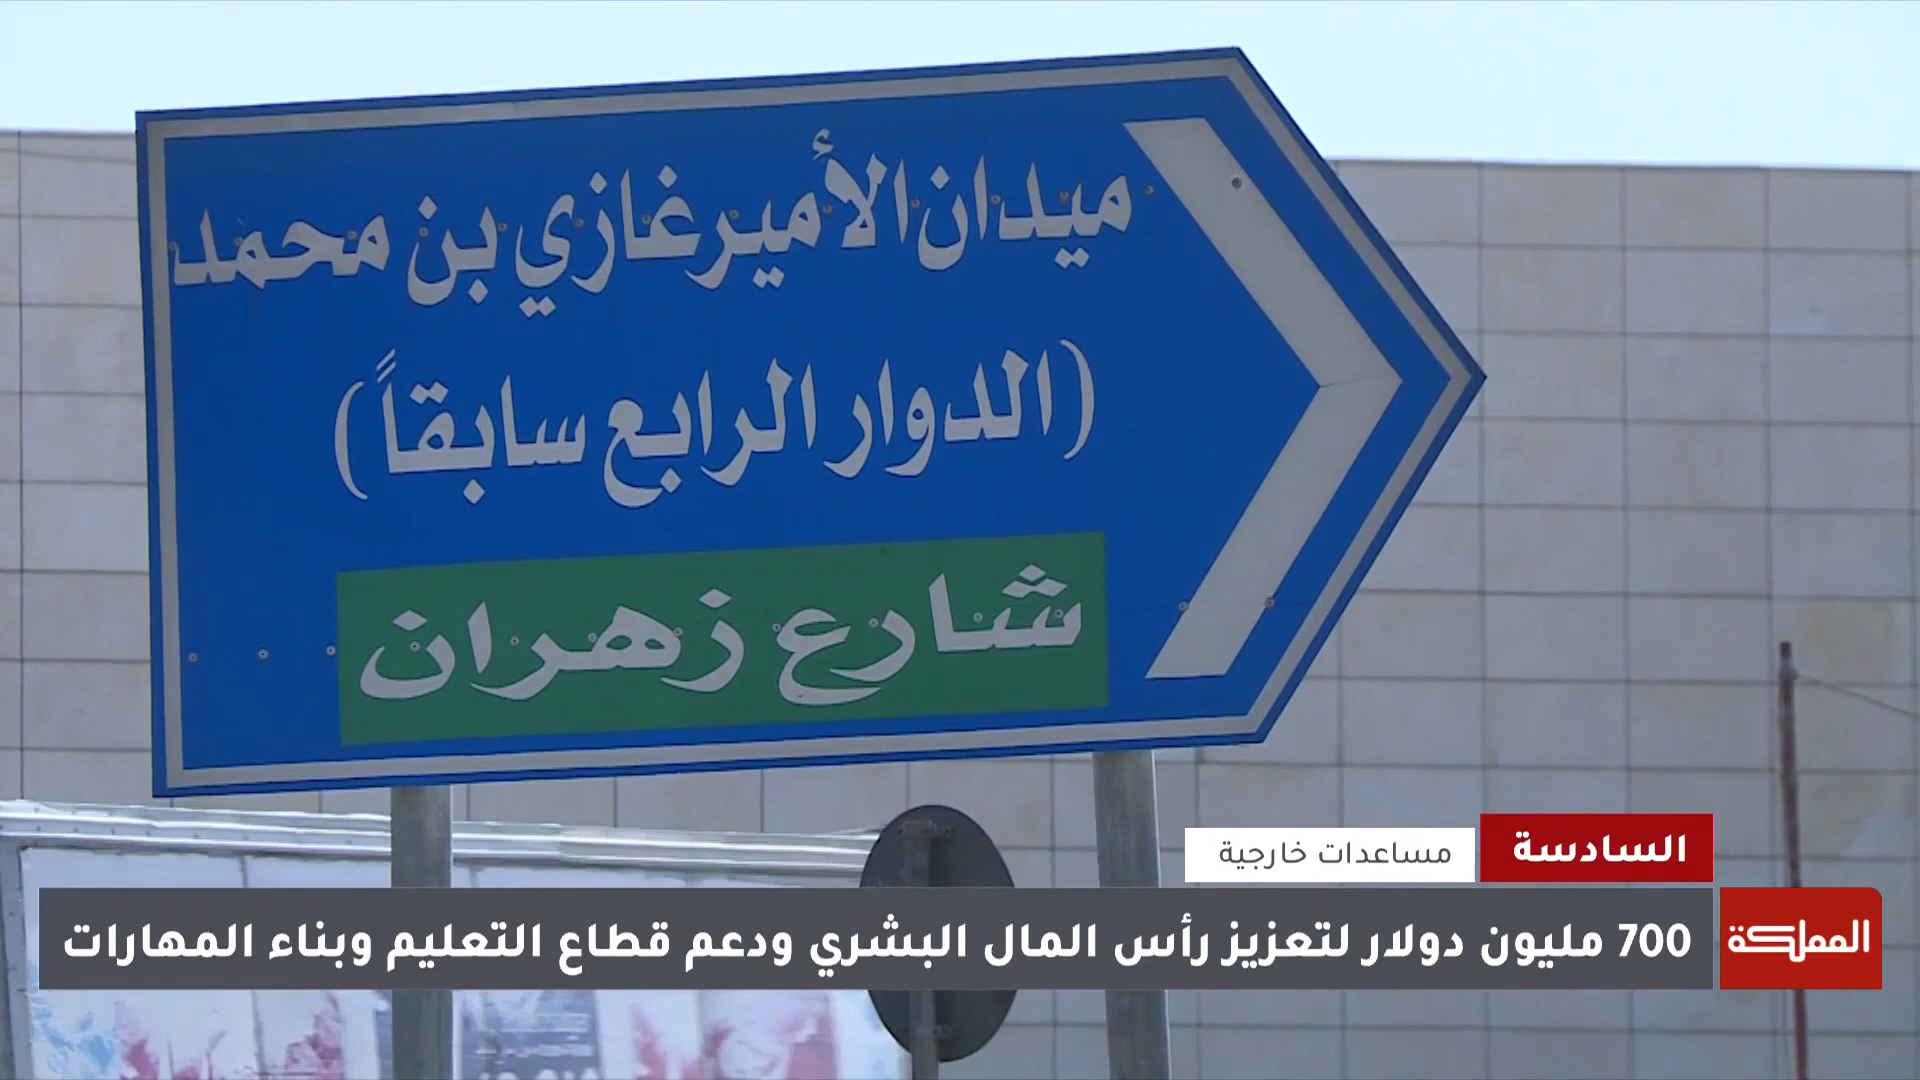 ميدان الأمير غازي بن محمد
(الدوار الرابع سابقاً)
شارع زهران
السادسة
مساعدات خارجية
المملكة
700 مليون دولار لتعزيز رأس المال البشري ودعم قطاع التعليم وبناء المهارات